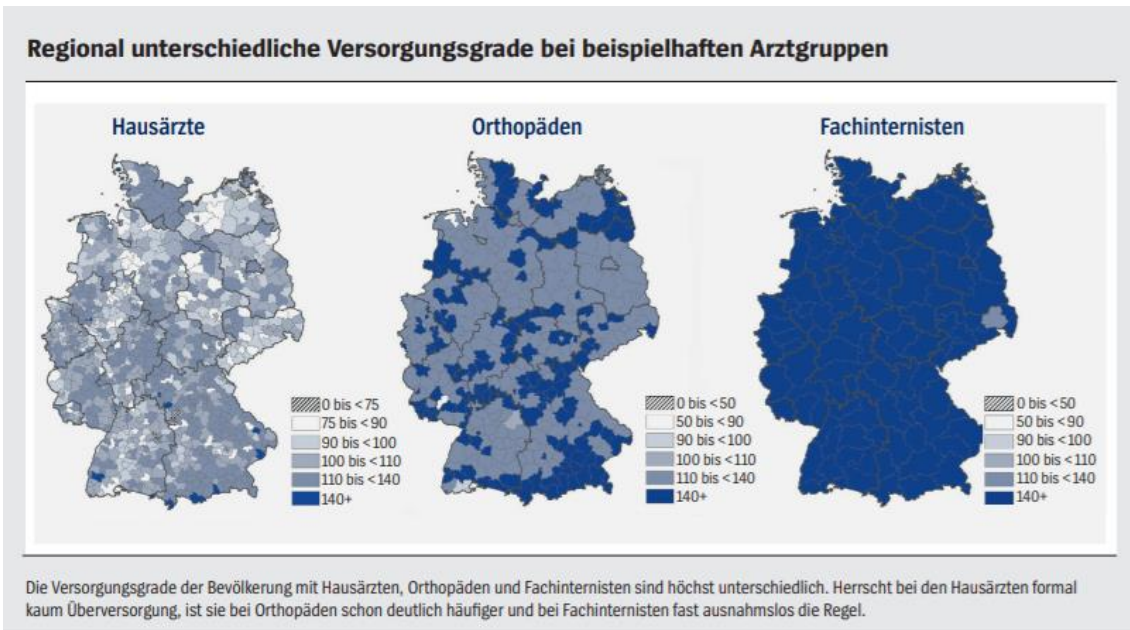 Regional unterschiedliche Versorgungsgrade bei beispielhaften Arztgruppen
Hausärzte
0 bis <75
75 bis <90
90 bis <100
100 bis <110
110 bis <140
140+
Orthopäden
0 bis <50
50 bis <90
90 bis <100
100 bis <110
110 bis <140
140+
Fachinternisten
0 bis <50
50 bis <90
90 bis <100
100 bis <110
110 bis <140
140+
Die Versorgungsgrade der Bevölkerung mit Hausärzten, Orthopäden und Fachinternisten sind höchst unterschiedlich. Herrscht bei den Hausärzten formal
kaum Überversorgung, ist sie bei Orthopäden schon deutlich häufiger und bei Fachinternisten fast ausnahmslos die Regel.